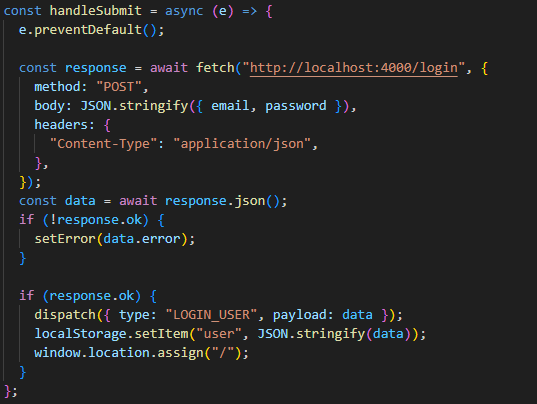 const handleSubmit = async (e) => {
  e.preventDefault();

  const response = await fetch("http://localhost:4000/login", {
    method: "POST",
    body: JSON.stringify({ email, password }),
    headers: {
      "Content-Type": "application/json",
    },
  });
  const data = await response.json();
  if (!response.ok) {
    setError(data.error);
  }

  if (response.ok) {
    dispatch({ type: "LOGIN_USER", payload: data });
    localStorage.setItem("user", JSON.stringify(data));
    window.location.assign("/");
  }
};